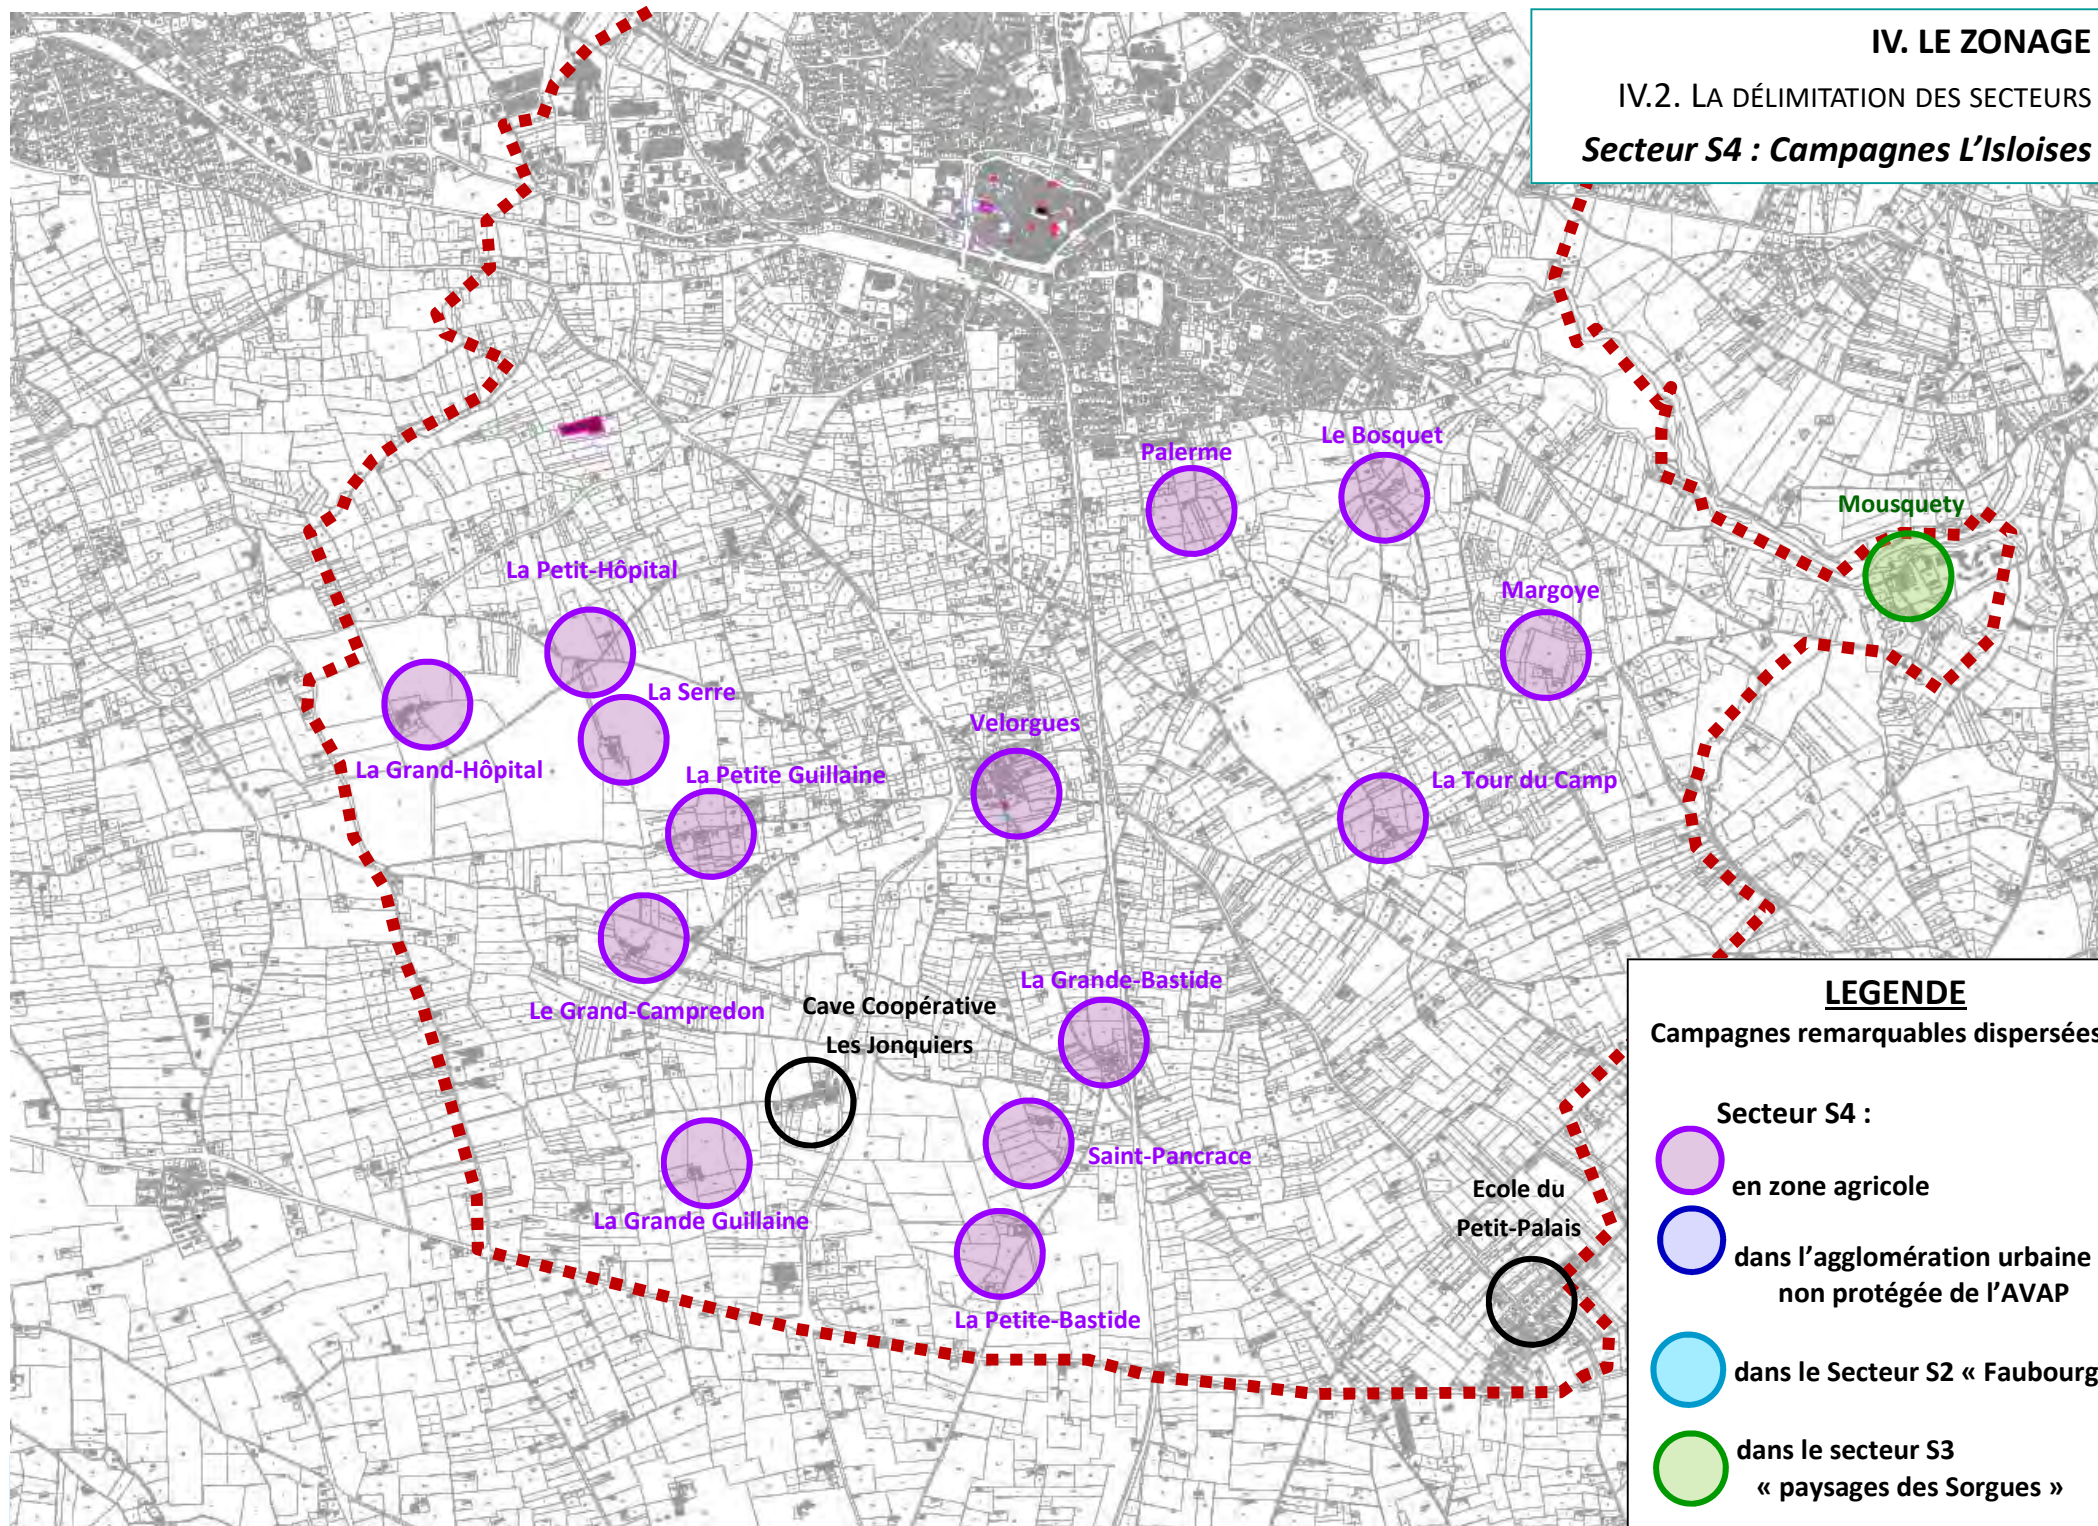 IV. LE ZONAGE
IV.2. LA DÉLIMITATION DES SECTEURS
Secteur S4 : Campagnes L'Isloises
Le Bosquet
Palerme
Mousquety
La Petit-Hôpital
Margoye
La Serre
Velorgues
La Grand-Hôpital
La Petite Guillaine
La Tour du Camp
La Grande-Bastide
Le Grand-Campredon
Cave Coopérative
Les Jonquiers
Saint-Pancrace
Ecole du
Petit-Palais
La Grande Guillaine
La Petite-Bastide
LEGENDE
Campagnes remarquables dispersées
Secteur S4 :
en zone agricole
dans l'agglomération urbaine
non protégée de l'AVAP
dans le Secteur S2 « Faubourg
dans le secteur S3
« paysages des Sorgues »